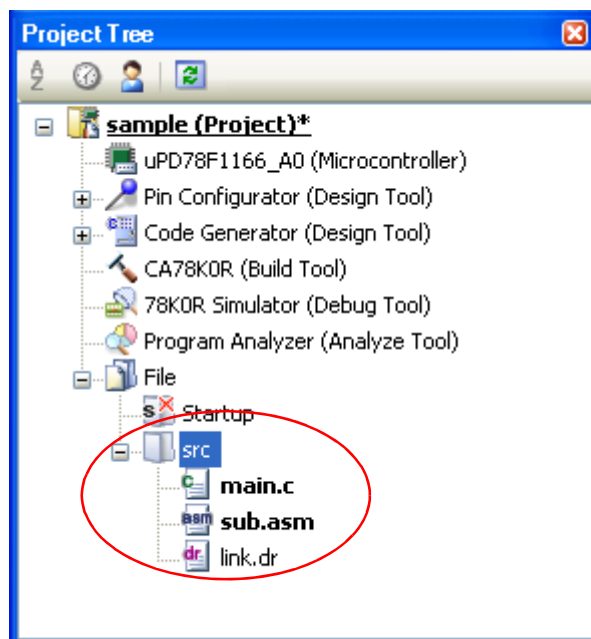 Project Tree
sample (Project)*
uPD78F1166_A0 (Microcontroller)
Pin Configurator (Design Tool)
Code Generator (Design Tool)
CA78K0R (Build Tool)
78K0R Simulator (Debug Tool)
Program Analyzer (Analyze Tool)
File
Startup
src
main.c
sub.asm
link.dr